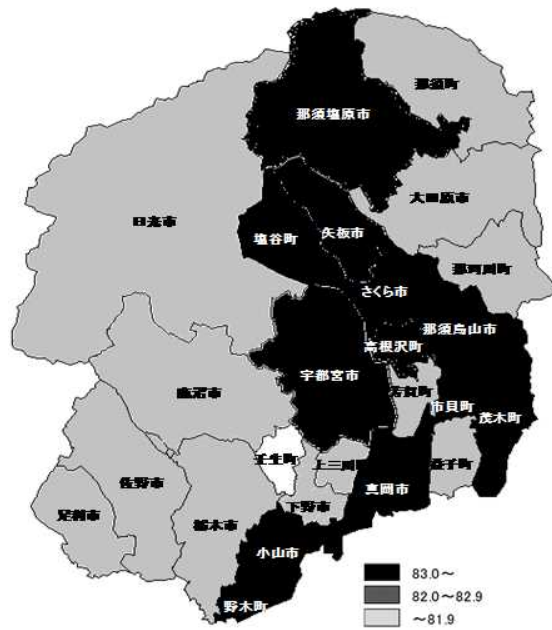 那須町
那須塩原市
大田原市
日光市
矢板市
塩谷町
那珂川町
さくら市
那須烏山市
高根沢町
宇都宮市
鹿沼市
芳賀町
市貝町
茂木町
壬生町
上三川町
益子町
佐野市
真岡市
足利市
栃木市
下野市
小山市
野木町
83.0～
82.0～82.9
～81.9